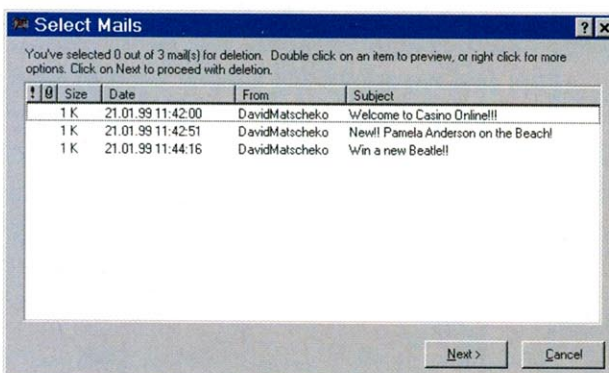 Select Mails
You've selected 0 out of 3 mail(s) for deletion. Double click on an item to preview, or right click for more
options. Click on Next to proceed with deletion.
! Size Date From Subject
1 K 21.01.99 11:42:00 DavidMatscheko Welcome to Casino Online!!!
1 K 21.01.99 11:42:51 DavidMatscheko New!! Pamela Anderson on the Beach!
1 K 21.01.99 11:44:16 DavidMatscheko Win a new Beatle!!
Next > Cancel